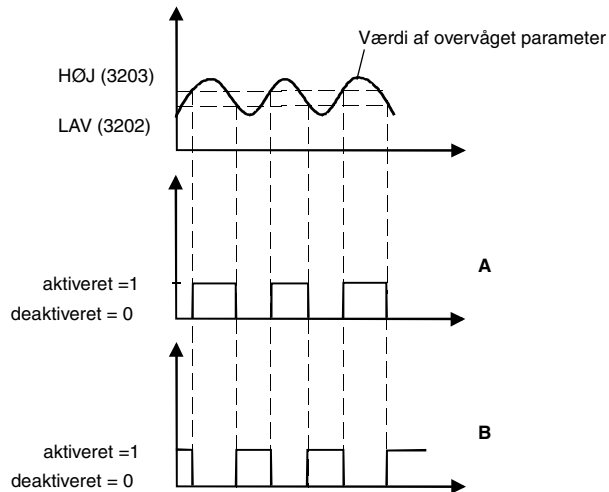 Værdi af overvåget parameter
HØJ (3203)
LAV (3202)
A
aktiveret =1
deaktiveret = 0
B
aktiveret =1
deaktiveret = 0